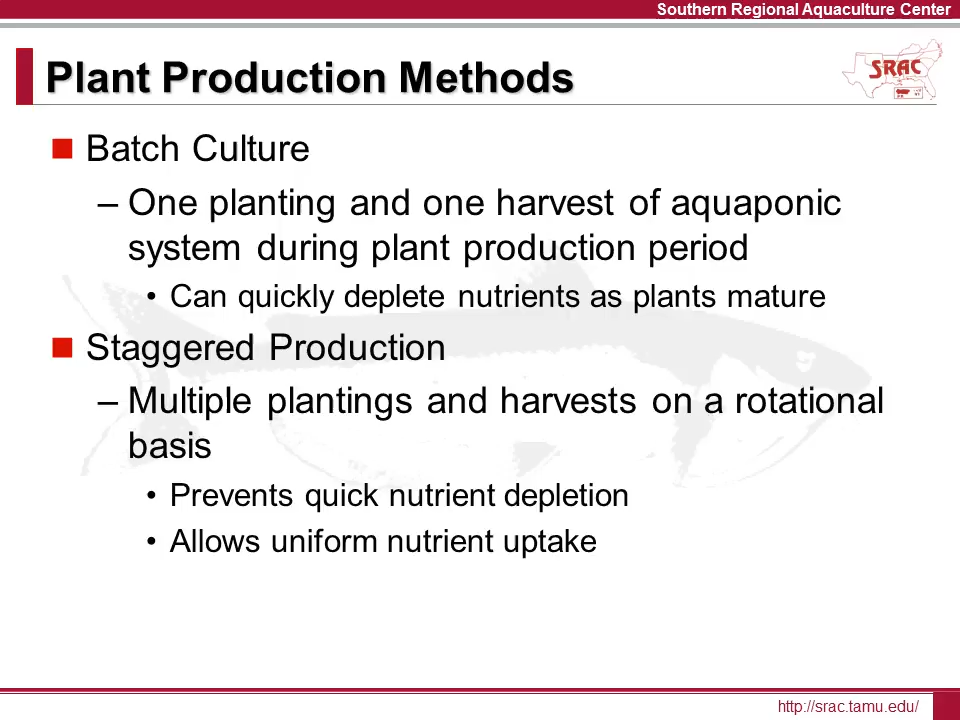 Southern Regional Aquaculture Center
Plant Production Methods
SRAC
Batch Culture
– One planting and one harvest of aquaponic
system during plant production period
• Can quickly deplete nutrients as plants mature
Staggered Production
– Multiple plantings and harvests on a rotational
basis
• Prevents quick nutrient depletion
• Allows uniform nutrient uptake
http://srac.tamu.edu/